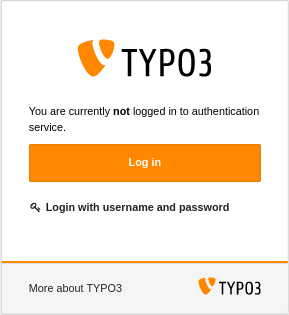 TYPO3
You are currently not logged in to authentication
service.
Log in
Login with username and password
More about TYPO3
TYPO3